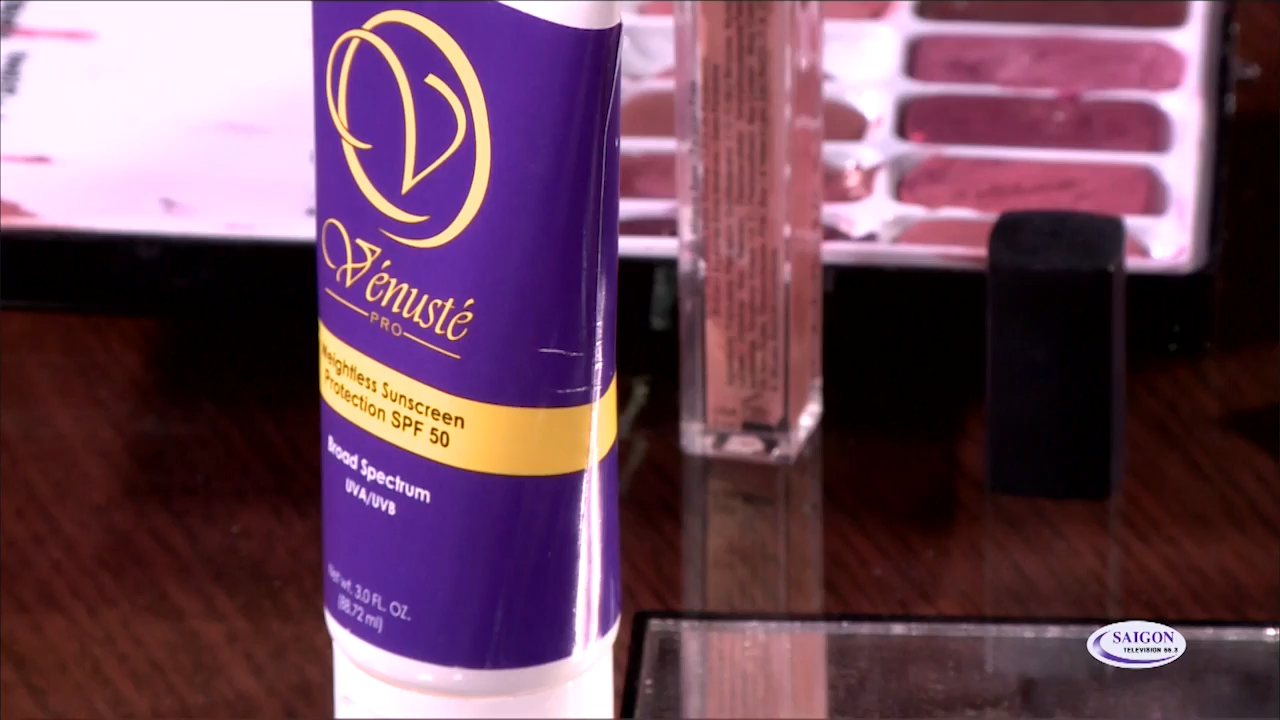 Vénusté
PRO
Weightless Sunscreen
Protection SPF 50
Broad Spectrum
UVA/UVB
Net wt. 3.0 FL. OZ.
(88.72 ml)
SAIGON
TELEVISION 56.3